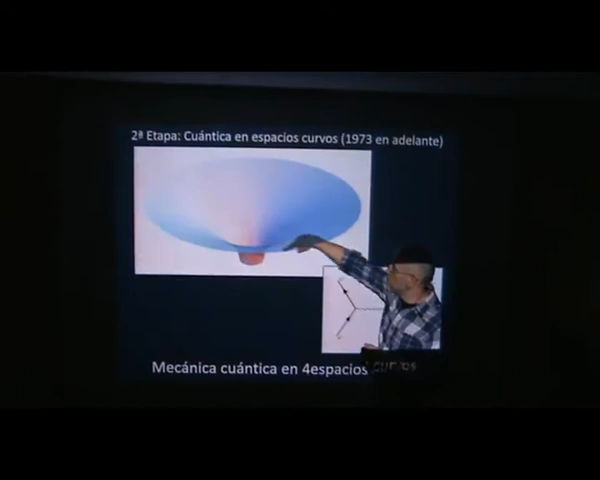 2ª Etapa: Cuántica en espacios curvos (1973 en adelante)
Mecánica cuántica en 4espacios curvos